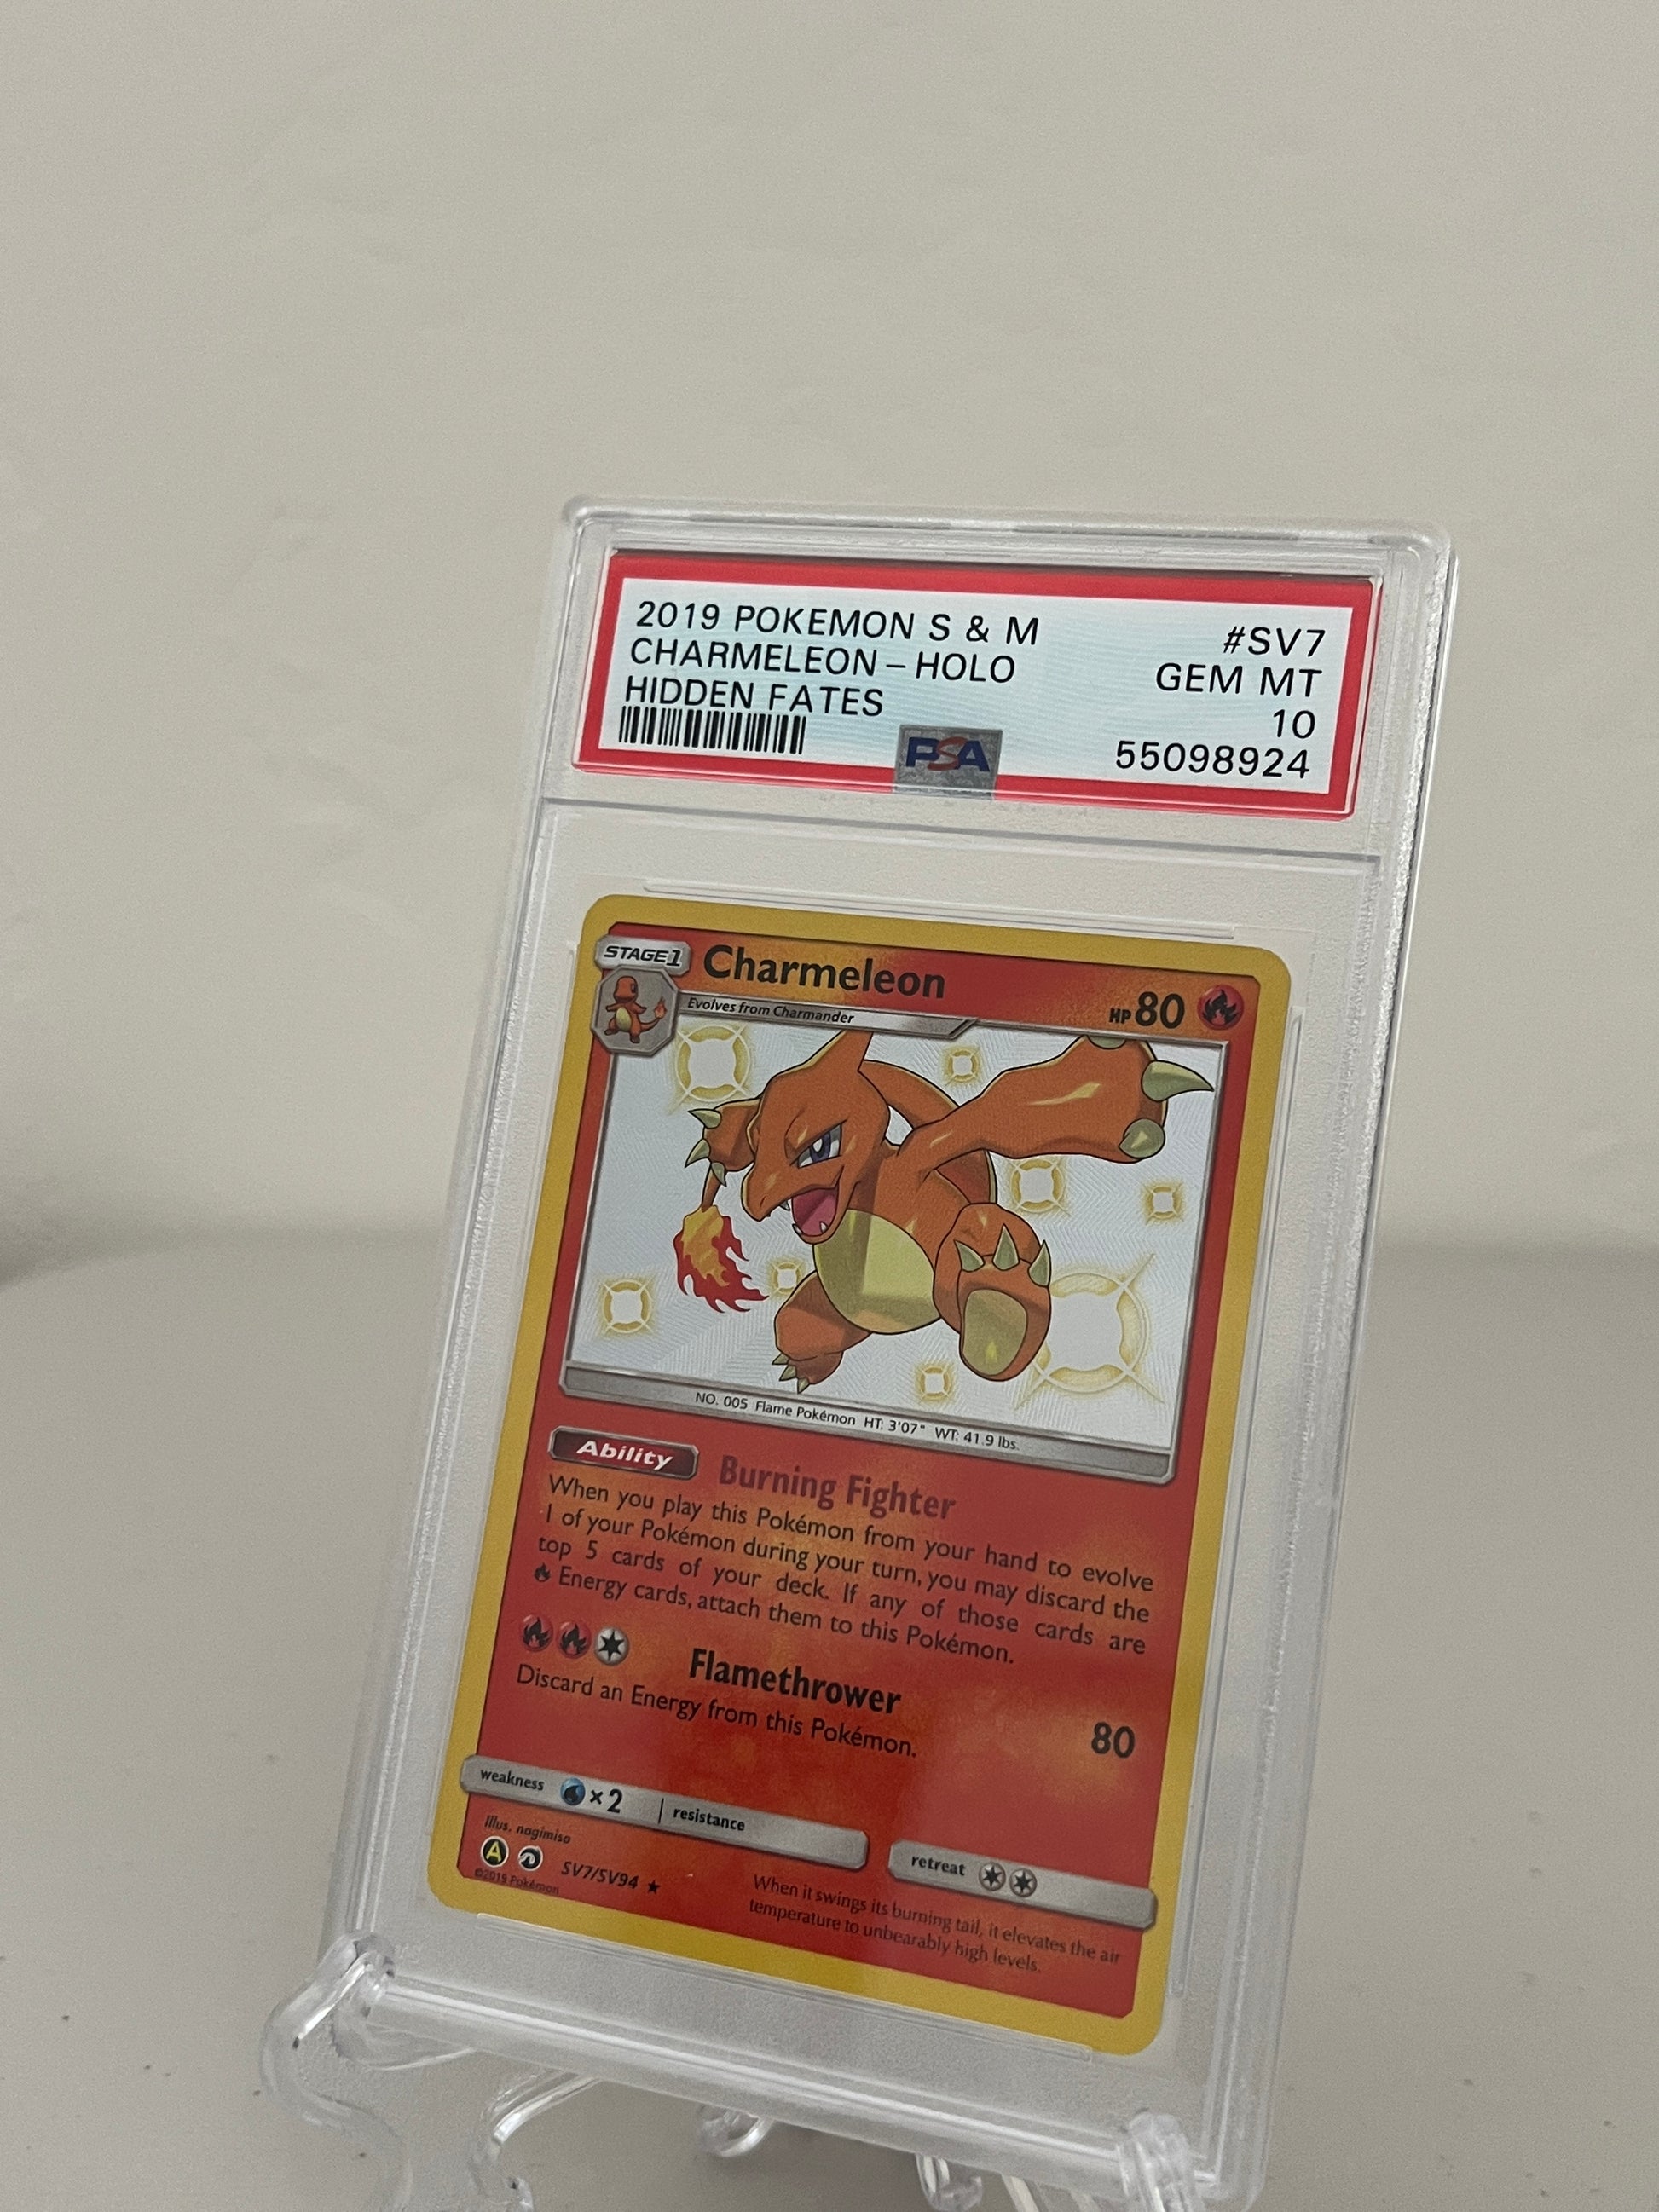 2019 POKEMON S & M #SV7
CHARMELEON – HOLO GEM MT
HIDDEN FATES 10
PSA 55098924
STAGE 1 Charmeleon HP 80
Evolves from Charmander
NO. 005 Flame Pokémon HT: 3'07" WT: 41.9 lbs.
Ability Burning Fighter
When you play this Pokémon from your hand to evolve
1 of your Pokémon during your turn, you may discard the
top 5 cards of your deck. If any of those cards are
Energy cards, attach them to this Pokémon.
Flamethrower 80
Discard an Energy from this Pokémon.
weakness ×2 resistance retreat
Illus. nagimiso
A SV7/SV94 ★
©2019 Pokémon
When it swings its burning tail, it elevates the air
temperature to unbearably high levels.